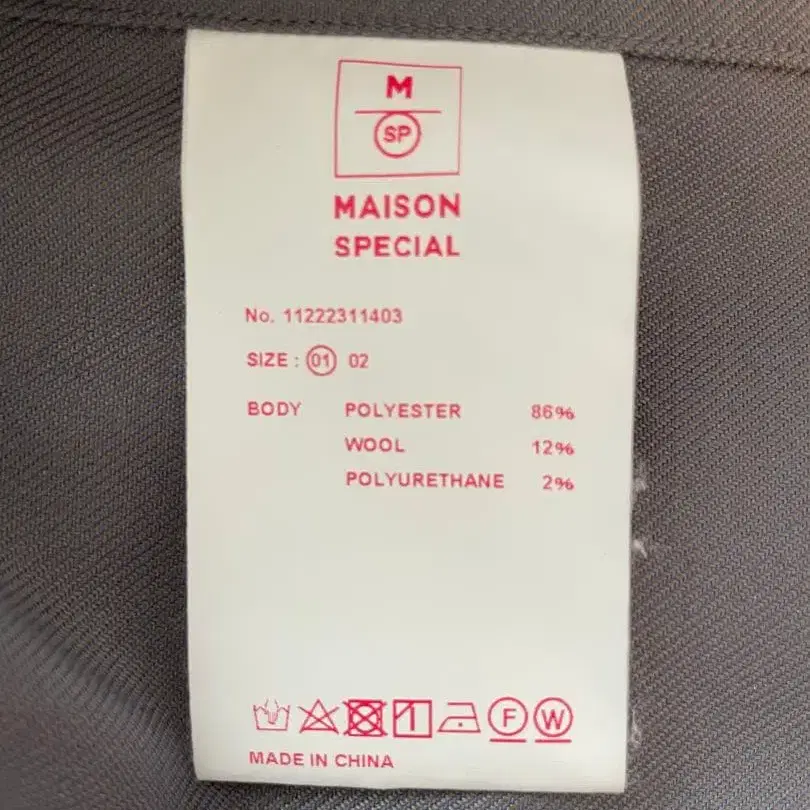 M
SP
MAISON
SPECIAL
No. 11222311403
SIZE : 01 02
BODY POLYESTER 86%
WOOL 12%
POLYURETHANE 2%
F W
MADE IN CHINA